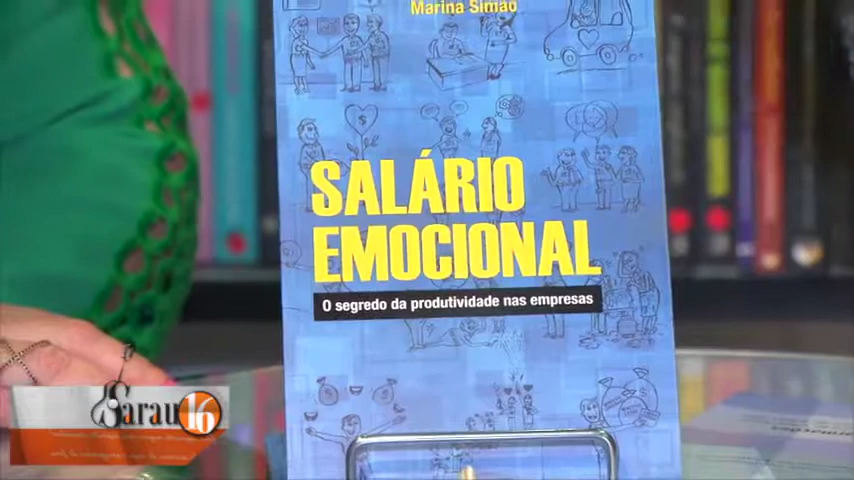 Marina Simão
SALÁRIO
EMOCIONAL
O segredo da produtividade nas empresas
Sarau 16